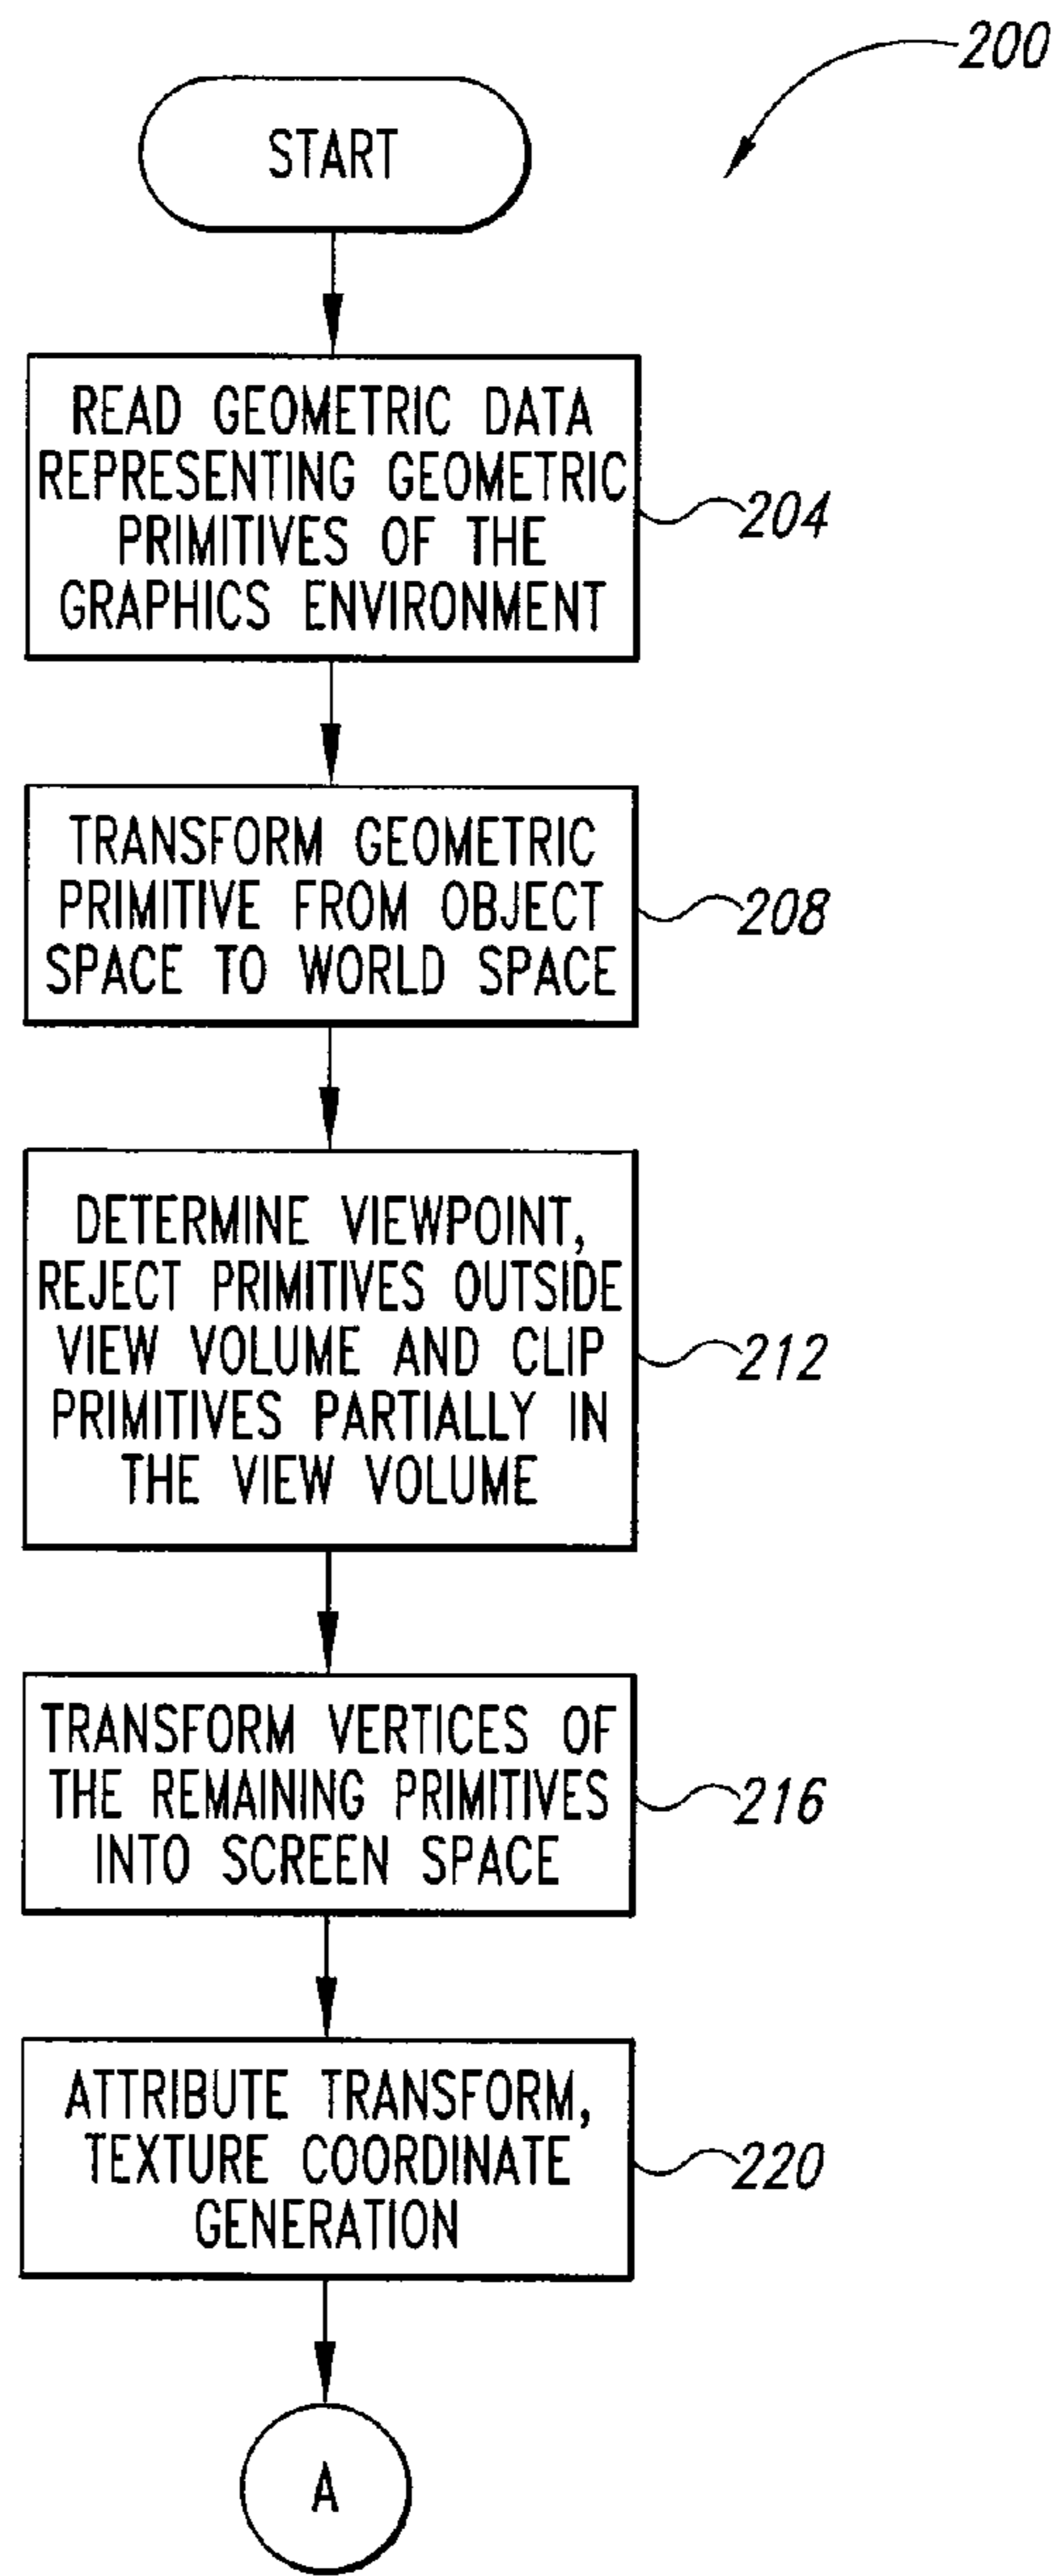 200
START
READ GEOMETRIC DATA
REPRESENTING GEOMETRIC
PRIMITIVES OF THE
GRAPHICS ENVIRONMENT
204
TRANSFORM GEOMETRIC
PRIMITIVE FROM OBJECT
SPACE TO WORLD SPACE
208
DETERMINE VIEWPOINT,
REJECT PRIMITIVES OUTSIDE
VIEW VOLUME AND CLIP
PRIMITIVES PARTIALLY IN
THE VIEW VOLUME
212
TRANSFORM VERTICES OF
THE REMAINING PRIMITIVES
INTO SCREEN SPACE
216
ATTRIBUTE TRANSFORM,
TEXTURE COORDINATE
GENERATION
220
A